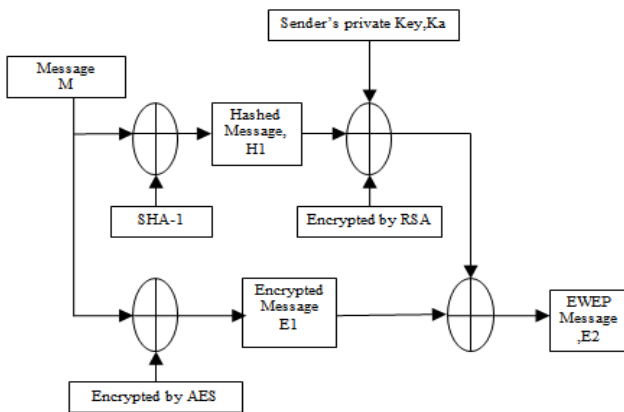 Sender's private Key,Ka
Message
M
Hashed
Message,
H1
SHA-1
Encrypted by RSA
Encrypted
Message
E1
EWEP
Message
,E2
Encrypted by AES